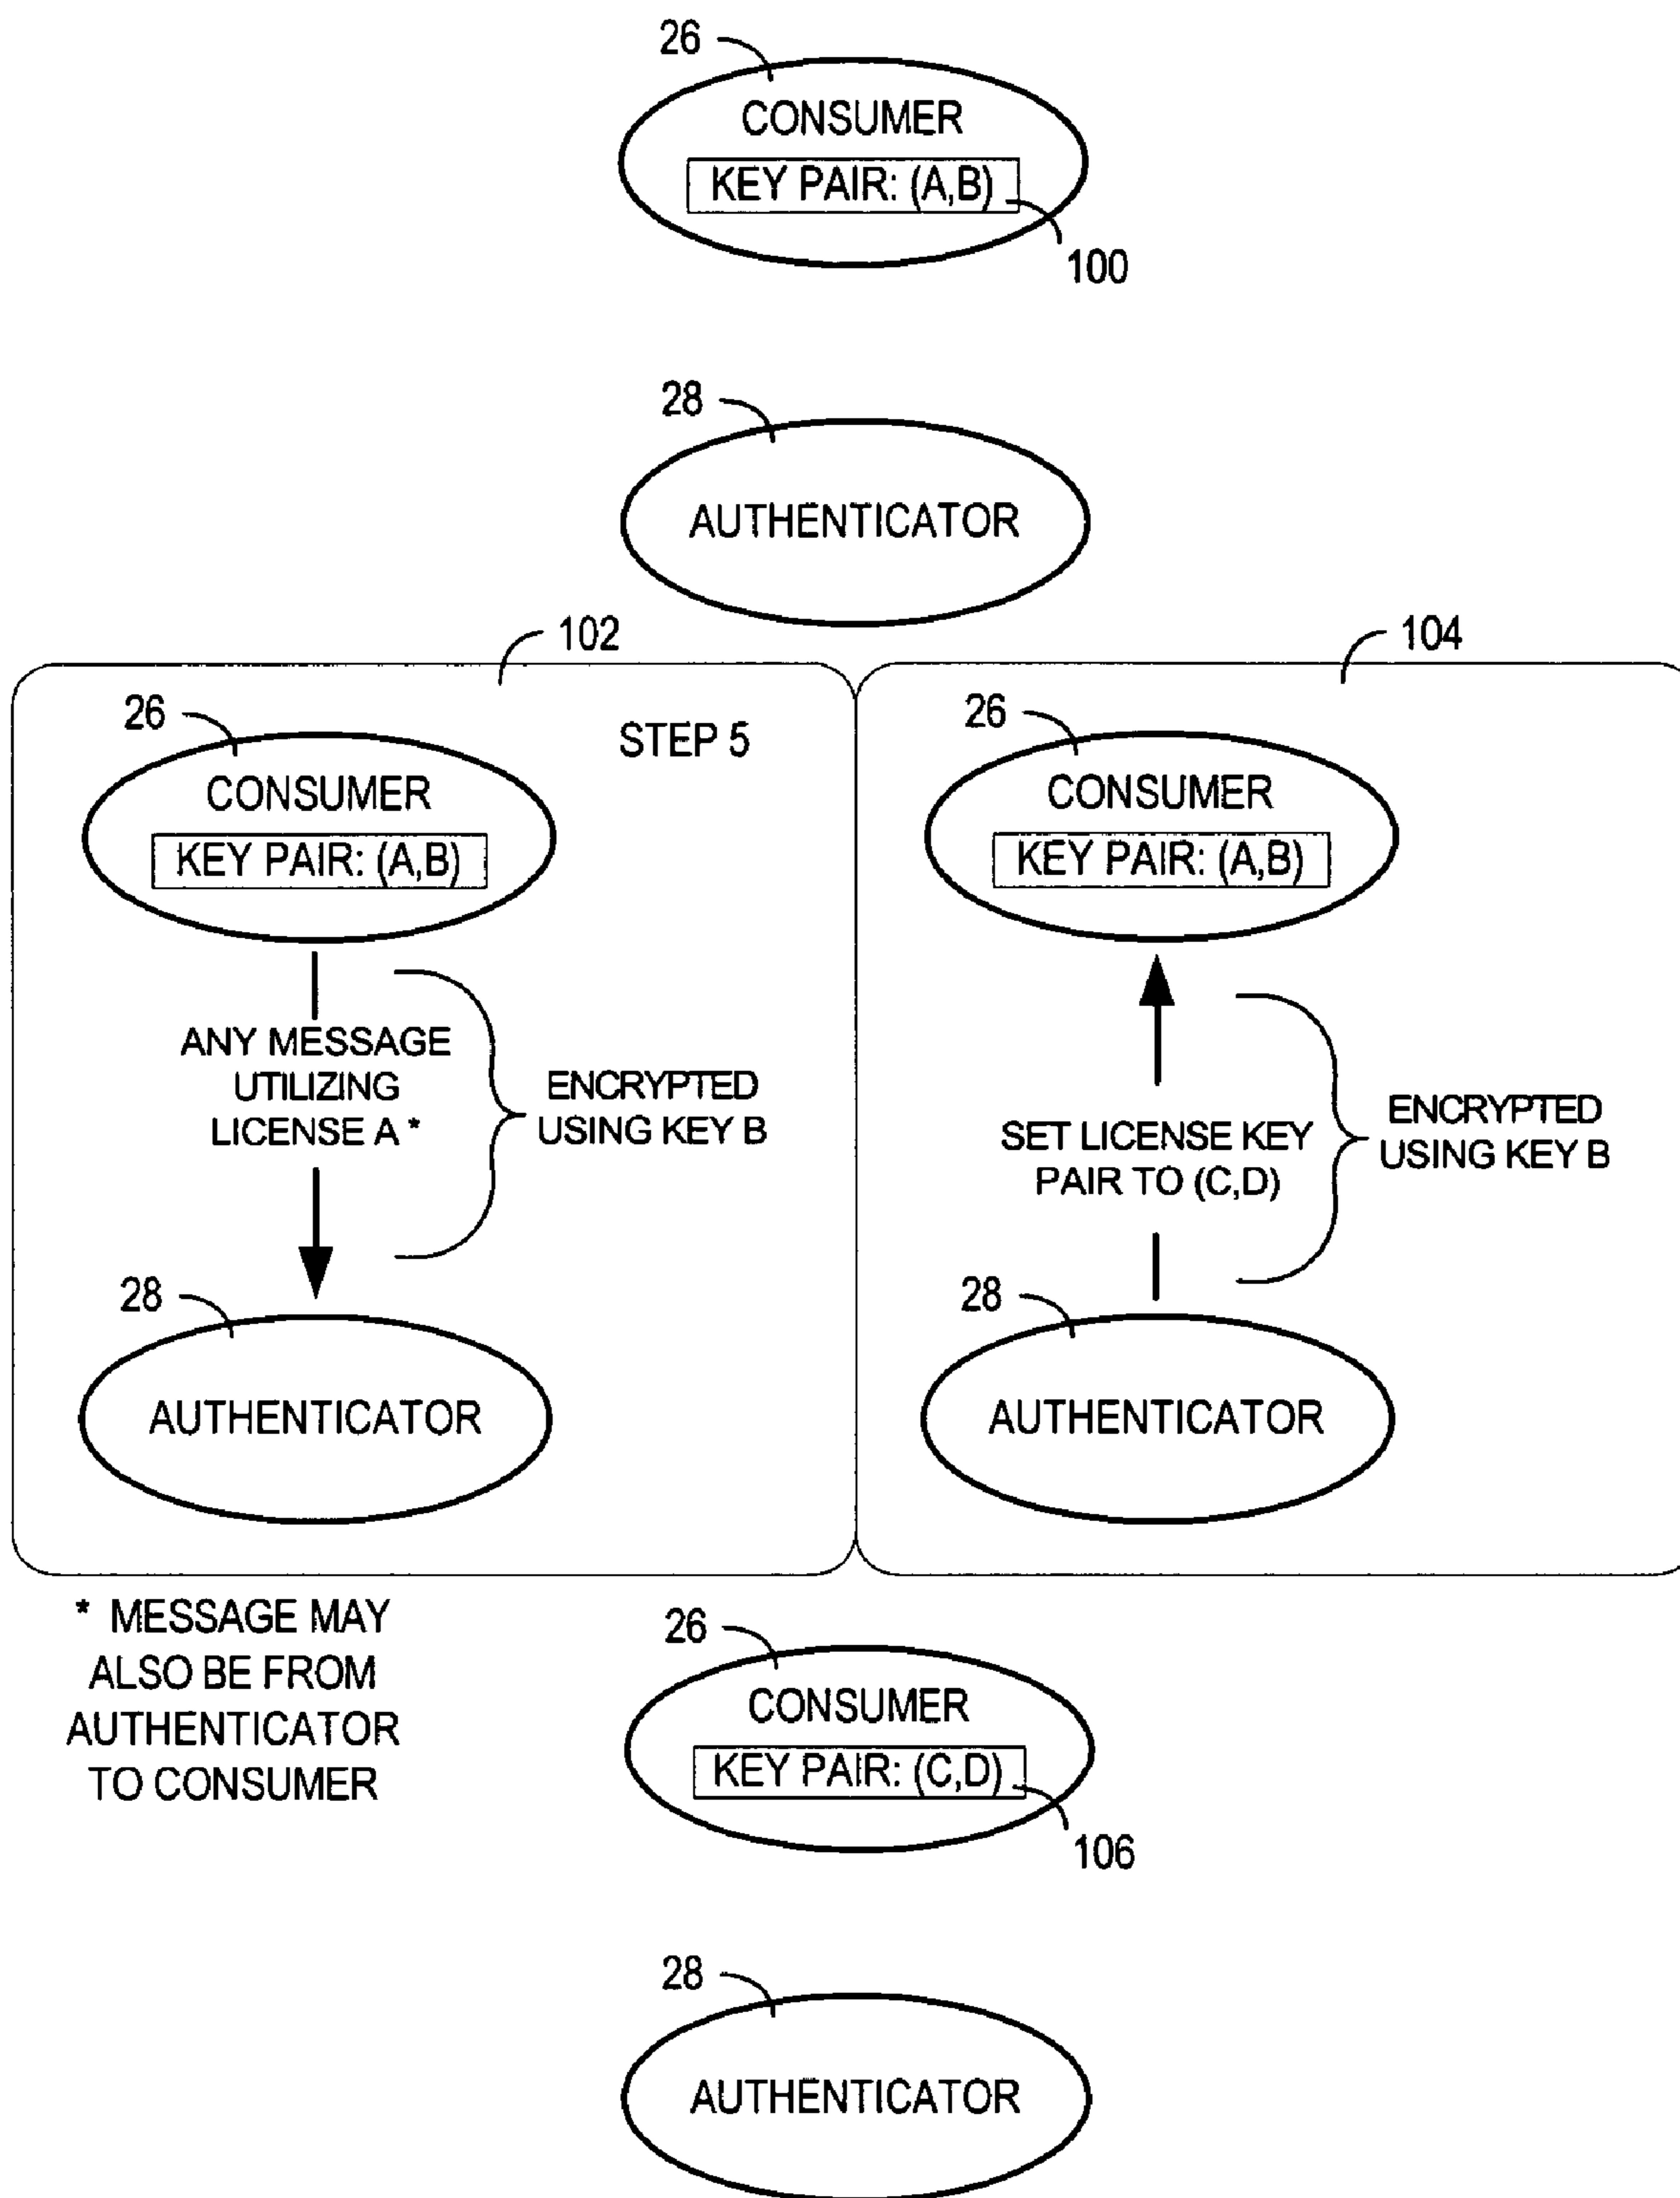 26
CONSUMER
KEY PAIR: (A,B)
100
28
AUTHENTICATOR
102
26
STEP 5
CONSUMER
KEY PAIR: (A,B)
ANY MESSAGE
UTILIZING
LICENSE A *
ENCRYPTED
USING KEY B
28
AUTHENTICATOR
* MESSAGE MAY
ALSO BE FROM
AUTHENTICATOR
TO CONSUMER
104
26
CONSUMER
KEY PAIR: (A,B)
SET LICENSE KEY
PAIR TO (C,D)
ENCRYPTED
USING KEY B
28
AUTHENTICATOR
26
CONSUMER
KEY PAIR: (C,D)
106
28
AUTHENTICATOR